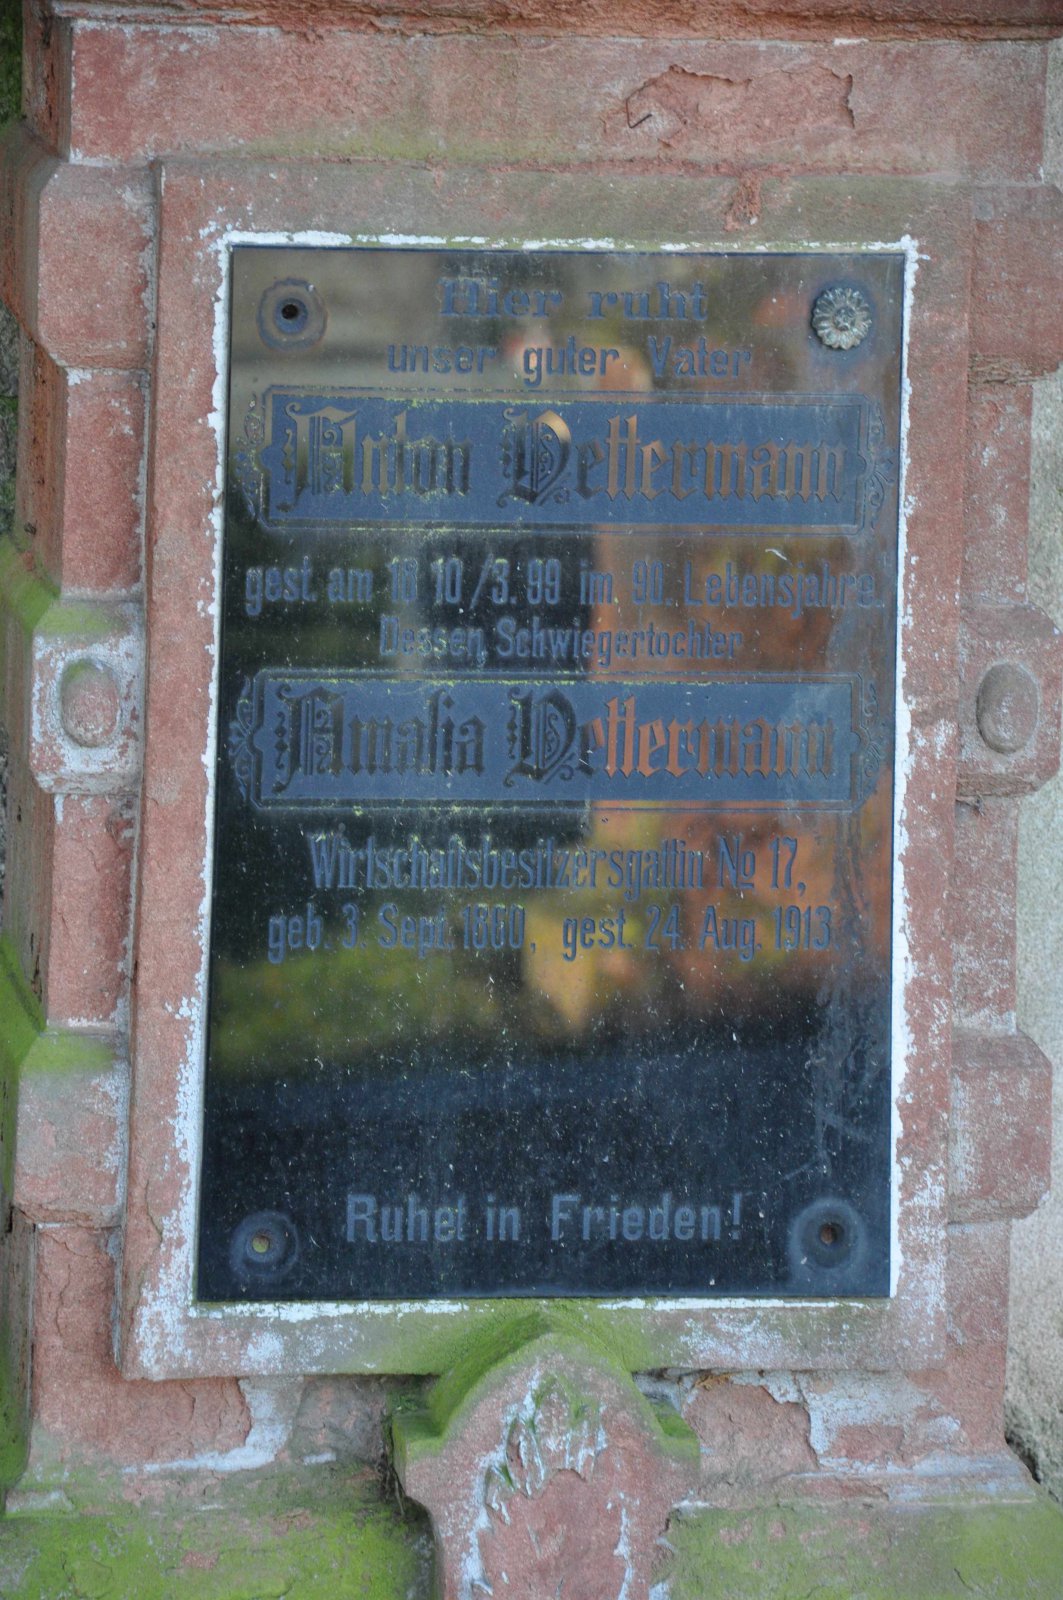 Hier ruht
unser guter Vater
Anton Vettermann
gest. am 18 10/3. 99 im 90. Lebensjahre.
Dessen Schwiegertochter
Amalia Vettermann
Wirtschaftsbesitzersgattin No 17,
geb. 3. Sept. 1860, gest. 24. Aug. 1913
Ruhet in Frieden!